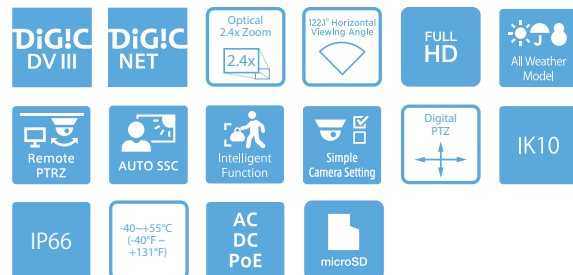 DiG!C
DV III
DiG!C
NET
Optical
2.4x Zoom
2.4x
122.1° Horizontal
Viewing Angle
FULL
HD
All Weather
Model
Remote
PTRZ
AUTO SSC
Intelligent
Function
Simple
Camera Setting
Digital
PTZ
IK10
IP66
-40~+55°C
(-40°F ~
+131°F)
AC
DC
PoE
microSD